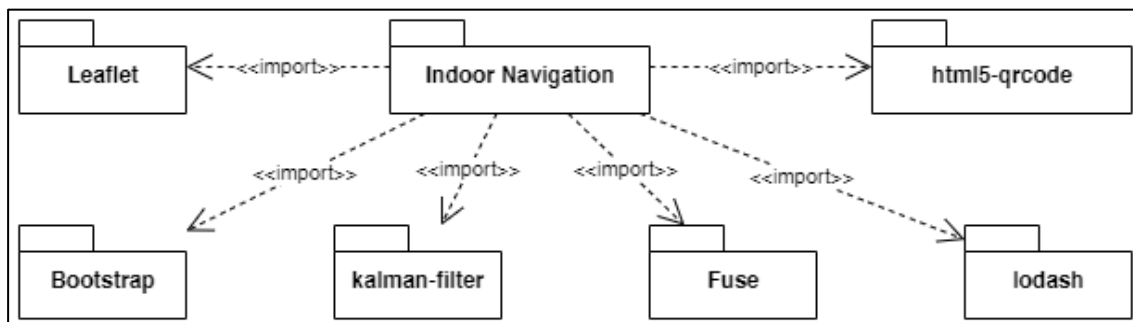 Leaflet
<<import>>
Indoor Navigation
<<import>>
html5-qrcode
<<import>>
<<import>>
<<import>>
<<import>>
Bootstrap
kalman-filter
Fuse
lodash